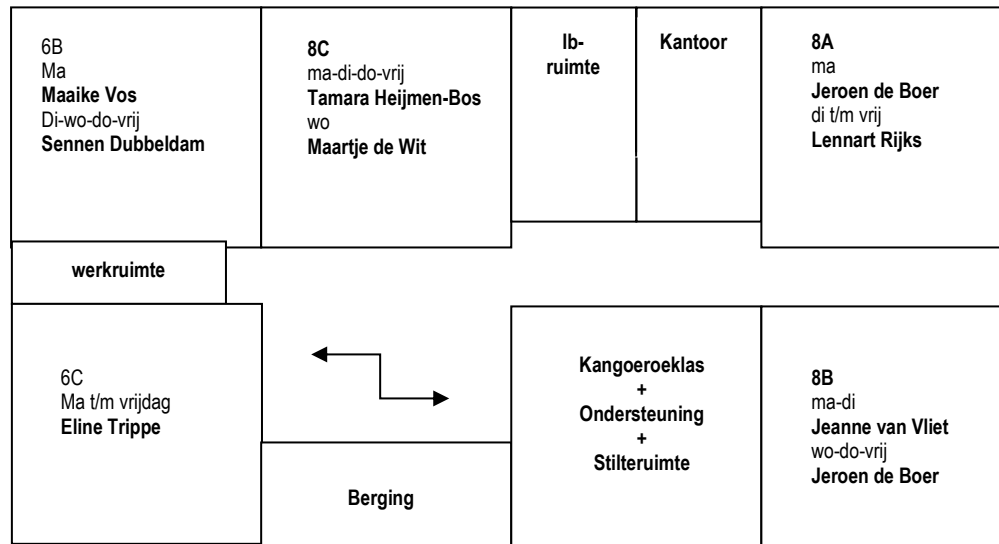 6B
Ma
Maaike Vos
Di-wo-do-vrij
Sennen Dubbeldam
8C
ma-di-do-vrij
Tamara Heijmen-Bos
wo
Maartje de Wit
Ib-
ruimte
Kantoor
8A
ma
Jeroen de Boer
di t/m vrij
Lennart Rijks
werkruimte
6C
Ma t/m vrijdag
Eline Trippe
Berging
Kangoeroeklas
+
Ondersteuning
+
Stilteruimte
8B
ma-di
Jeanne van Vliet
wo-do-vrij
Jeroen de Boer